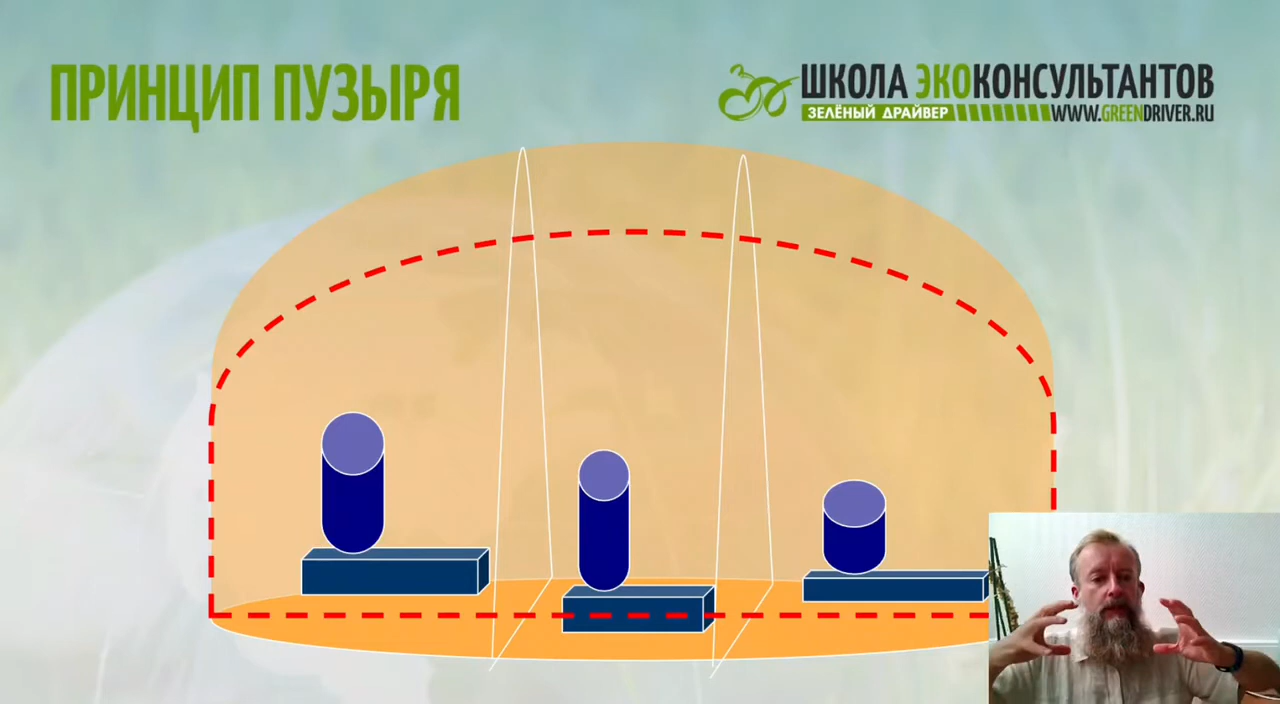 ПРИНЦИП ПУЗЫРЯ
ШКОЛА ЭКОКОНСУЛЬТАНТОВ
ЗЕЛЁНЫЙ ДРАЙВЕР WWW.GREENDRIVER.RU